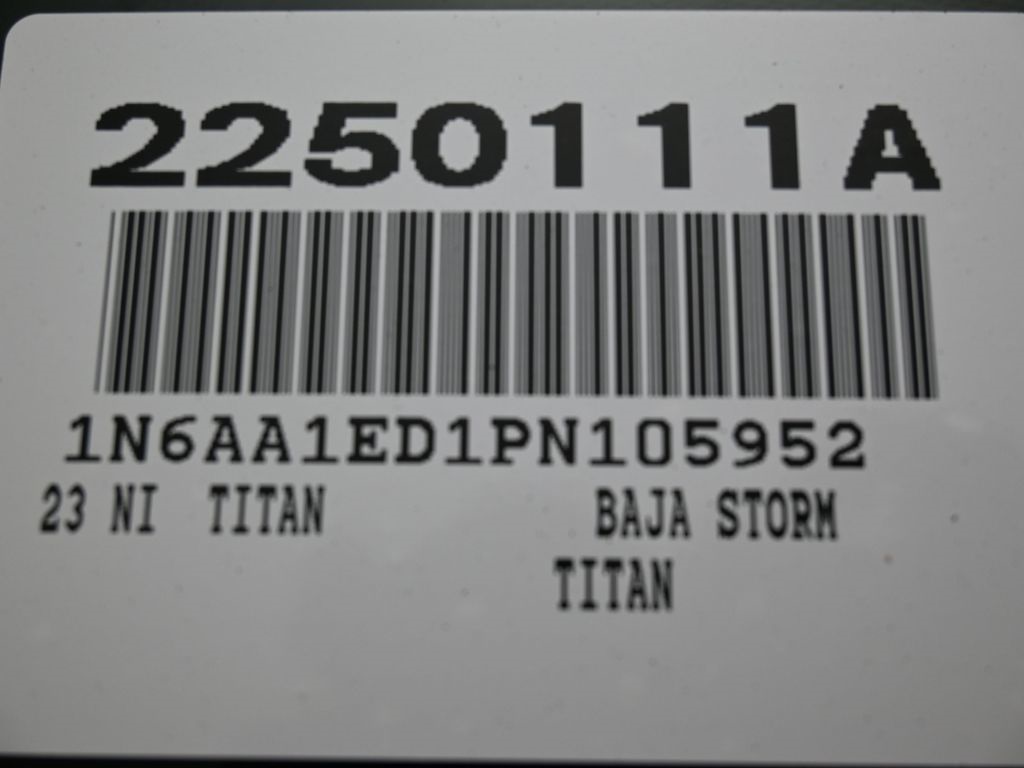 2250111A
1N6AA1ED1PN105952
23 NI TITAN BAJA STORM
TITAN